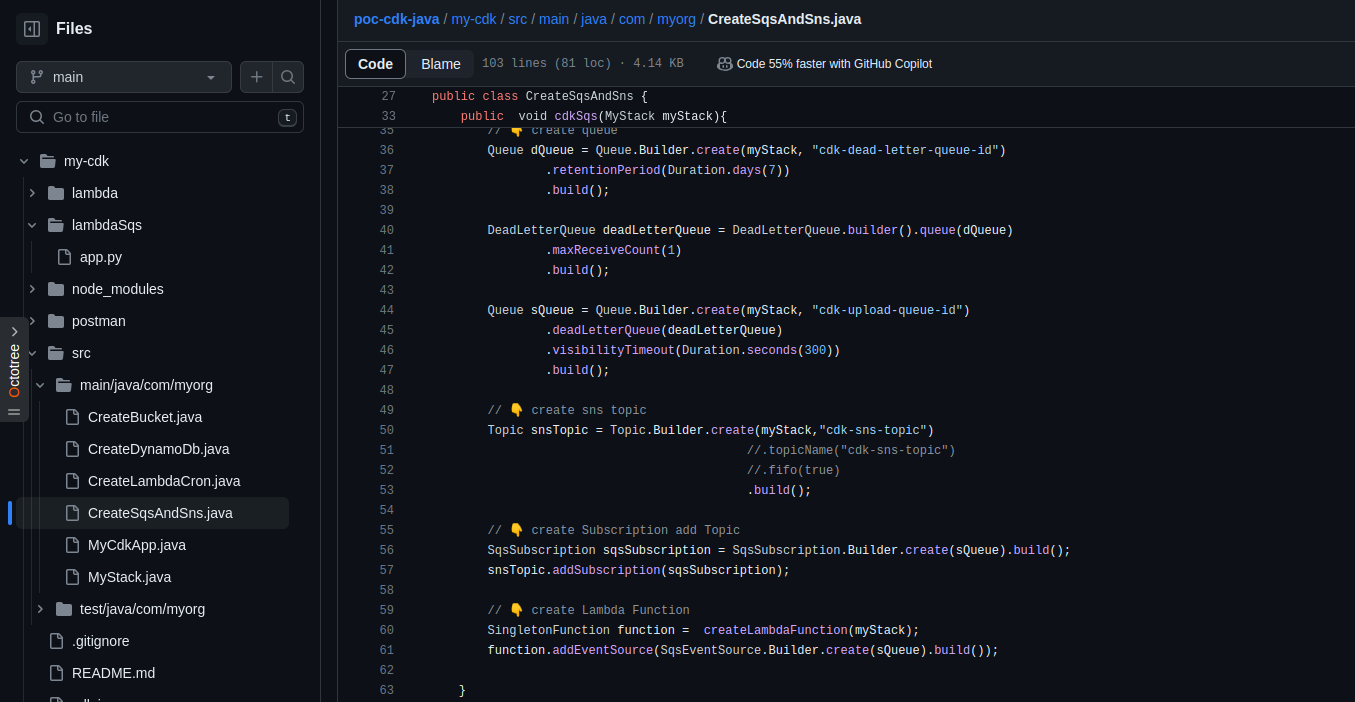 Files
main
Go to file
t
my-cdk
lambda
lambdaSqs
app.py
node_modules
postman
src
main/java/com/myorg
CreateBucket.java
CreateDynamoDb.java
CreateLambdaCron.java
CreateSqsAndSns.java
MyCdkApp.java
MyStack.java
test/java/com/myorg
.gitignore
README.md
Octotree
poc-cdk-java / my-cdk / src / main / java / com / myorg / CreateSqsAndSns.java
Code Blame 103 lines (81 loc) · 4.14 KB Code 55% faster with GitHub Copilot
27 public class CreateSqsAndSns {
33 public  void cdkSqs(MyStack myStack){
35 // 👇 create queue
36 Queue dQueue = Queue.Builder.create(myStack, "cdk-dead-letter-queue-id")
37 .retentionPeriod(Duration.days(7))
38 .build();
39
40 DeadLetterQueue deadLetterQueue = DeadLetterQueue.builder().queue(dQueue)
41 .maxReceiveCount(1)
42 .build();
43
44 Queue sQueue = Queue.Builder.create(myStack, "cdk-upload-queue-id")
45 .deadLetterQueue(deadLetterQueue)
46 .visibilityTimeout(Duration.seconds(300))
47 .build();
48
49 // 👇 create sns topic
50 Topic snsTopic = Topic.Builder.create(myStack,"cdk-sns-topic")
51 //.topicName("cdk-sns-topic")
52 //.fifo(true)
53 .build();
54
55 // 👇 create Subscription add Topic
56 SqsSubscription sqsSubscription = SqsSubscription.Builder.create(sQueue).build();
57 snsTopic.addSubscription(sqsSubscription);
58
59 // 👇 create Lambda Function
60 SingletonFunction function =  createLambdaFunction(myStack);
61 function.addEventSource(SqsEventSource.Builder.create(sQueue).build());
62
63 }